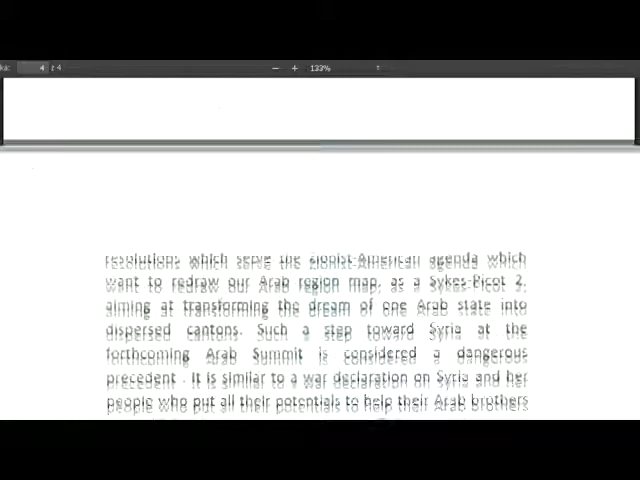 4 z 4
133%
resolutions which serve the zionist-American agenda which
want to redraw our Arab region map, as a Sykes-Picot 2,
aiming at transforming the dream of one Arab state into
dispersed cantons. Such a step toward Syria at the
forthcoming Arab Summit is considered a dangerous
precedent . It is similar to a war declaration on Syria and her
people who put all their potentials to help their Arab brothers